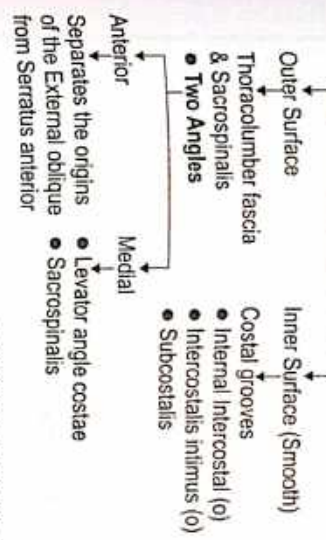 Outer Surface
Thoracolumber fascia
& Sacrospinalis
● Two Angles
Inner Surface (Smooth)
Costal grooves
● Internal Intercostal (o)
● Intercostalis intimus (o)
● Subcostalis
Anterior
Separates the origins
of the External oblique
from Serratus anterior
Medial
● Levator angle costae
● Sacrospinalis